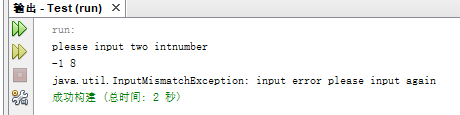 输出 - Test (run)
run:
please input two intnumber
-1 8
java.util.InputMismatchException: input error please input again
成功构建 (总时间: 2 秒)